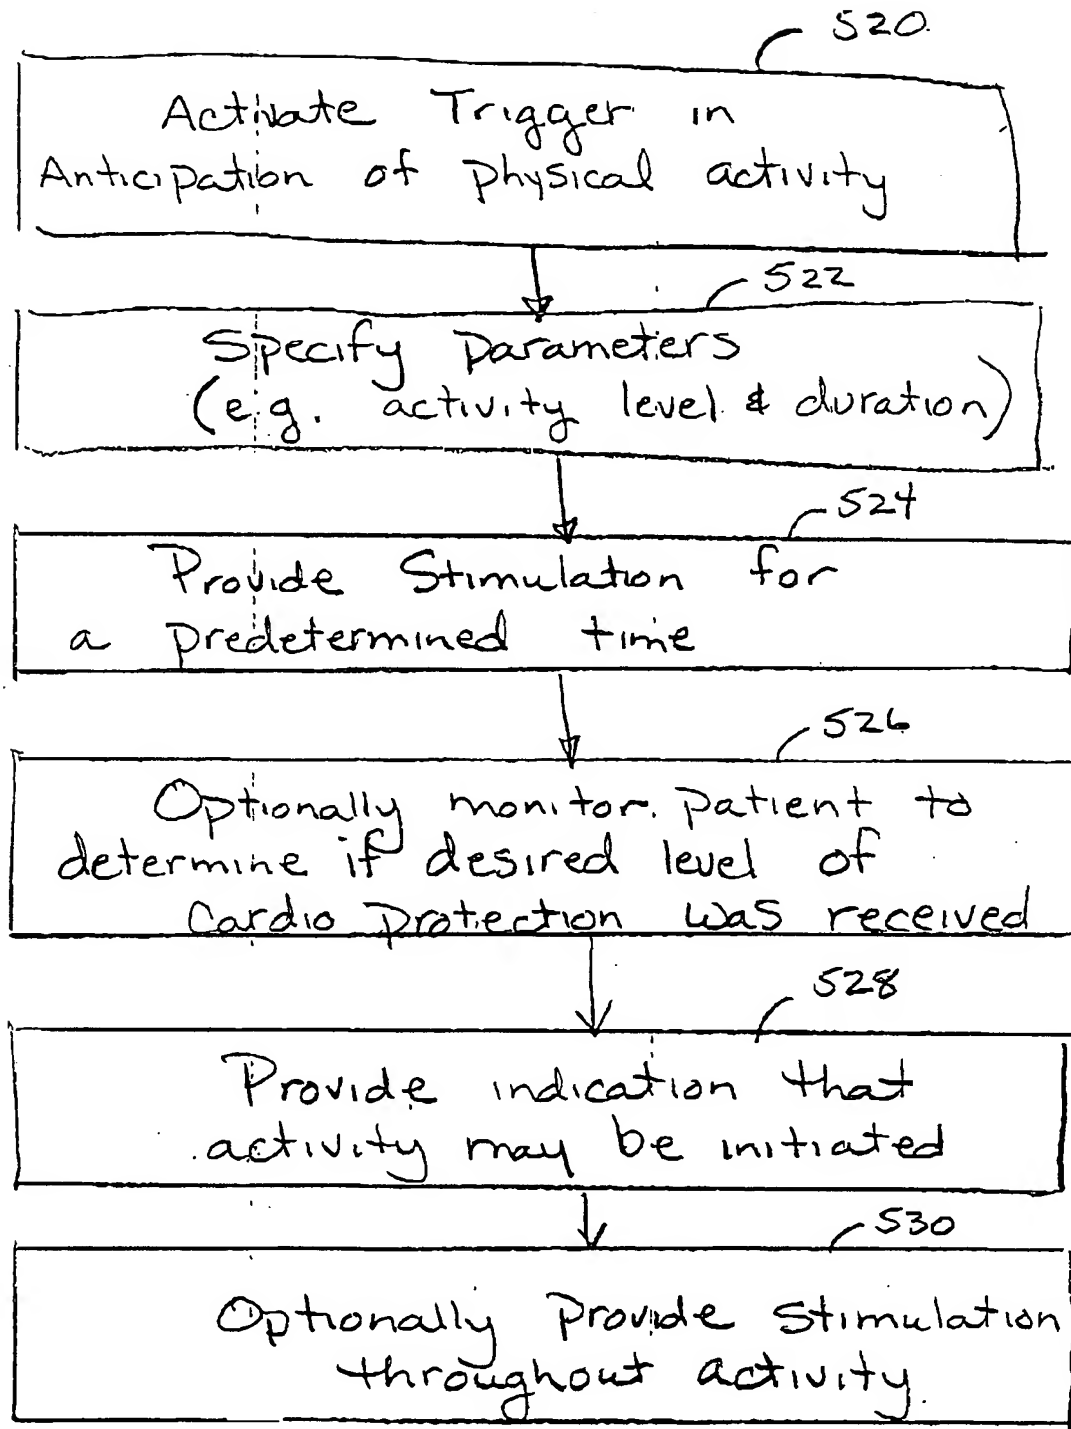 520
Activate Trigger in
Anticipation of physical activity
522
Specify parameters
(e.g. activity level & duration)
524
Provide Stimulation for
a predetermined time
526
Optionally monitor patient to
determine if desired level of
Cardio protection was received
528
Provide indication that
activity may be initiated
530
Optionally Provide Stimulation
throughout activity